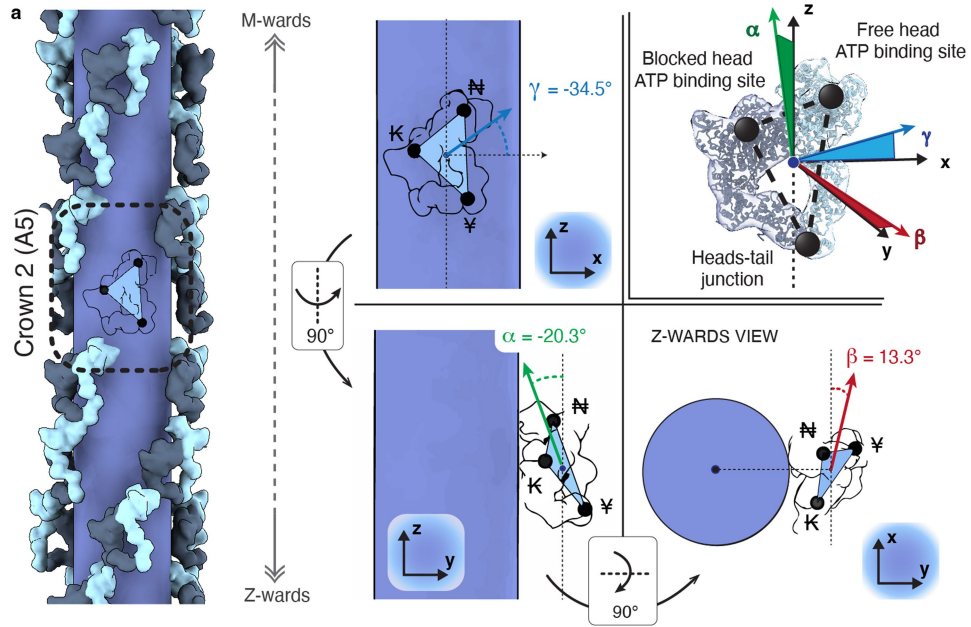 a
M-wards
Crown 2 (A5)
Z-wards
90°
₦
₭
¥
γ = -34.5°
z
x
α
z
Free head
ATP binding site
Blocked head
ATP binding site
γ
x
β
y
Heads-tail
junction
α = -20.3°
₦
₭
¥
z
y
90°
Z-WARDS VIEW
β = 13.3°
₦
¥
₭
x
y